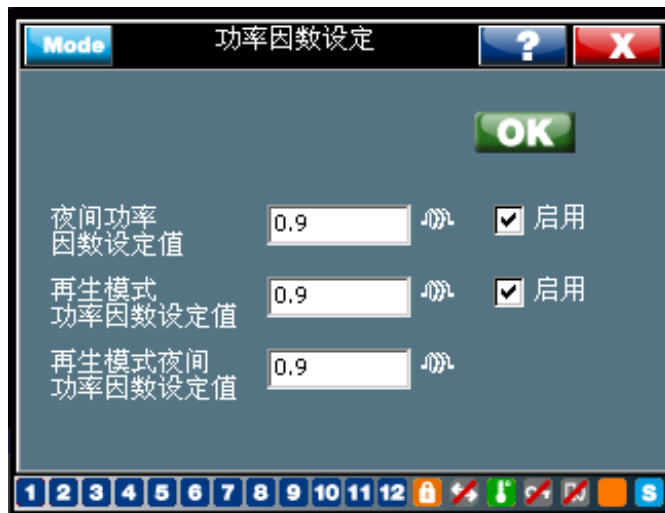 Mode 功率因数设定 ? X
OK
夜间功率
因数设定值 0.9 启用
再生模式
功率因数设定值 0.9 启用
再生模式夜间
功率因数设定值 0.9
1 2 3 4 5 6 7 8 9 10 11 12 S